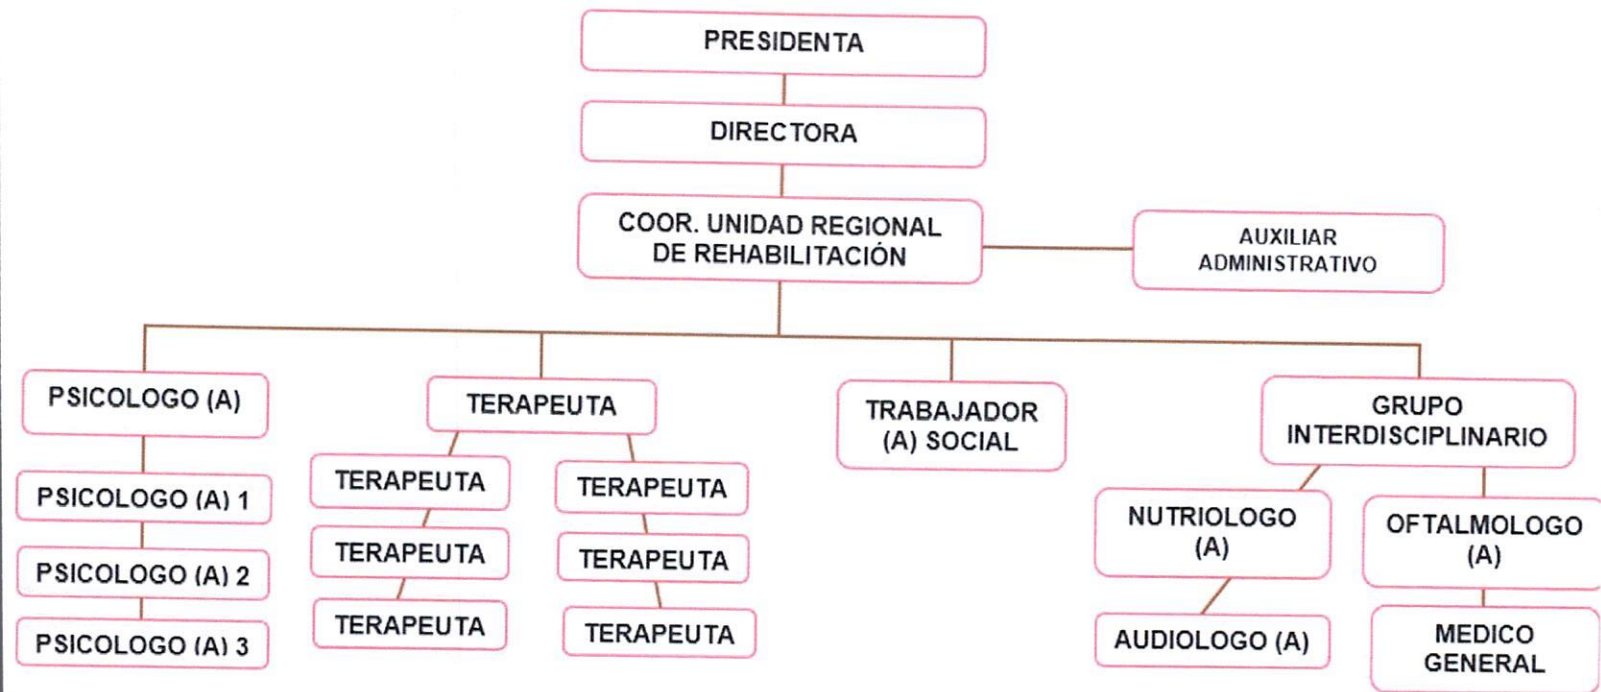 PRESIDENTA
DIRECTORA
COOR. UNIDAD REGIONAL
DE REHABILITACIÓN
AUXILIAR
ADMINISTRATIVO
PSICOLOGO (A)
TERAPEUTA
TRABAJADOR
(A) SOCIAL
GRUPO
INTERDISCIPLINARIO
PSICOLOGO (A) 1
PSICOLOGO (A) 2
PSICOLOGO (A) 3
TERAPEUTA
TERAPEUTA
TERAPEUTA
TERAPEUTA
TERAPEUTA
TERAPEUTA
NUTRIOLOGO
(A)
AUDIOLOGO (A)
OFTALMOLOGO
(A)
MEDICO
GENERAL